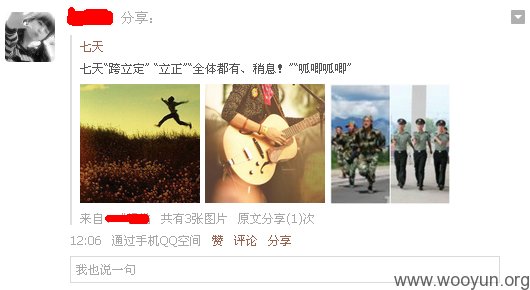 分享：
七天
七天“跨立定” “立正”“全体都有、稍息！”“呱唧呱唧”
来自 共有3张图片 原文分享(1)次
12:06 通过手机QQ空间 赞 评论 分享
我也说一句
www.wooyun.org